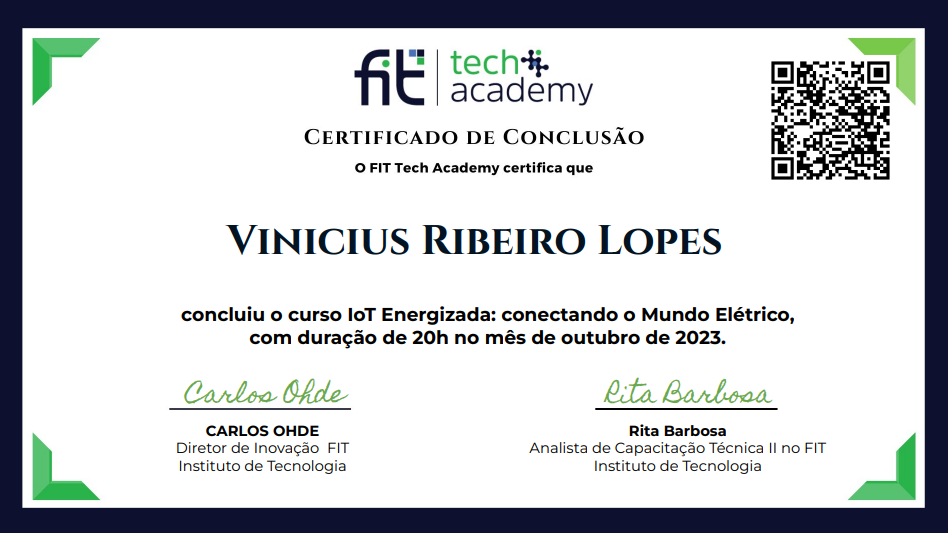 fit tech academy
CERTIFICADO DE CONCLUSÃO
O FIT Tech Academy certifica que
VINICIUS RIBEIRO LOPES
concluiu o curso IoT Energizada: conectando o Mundo Elétrico,
com duração de 20h no mês de outubro de 2023.
Carlos Ohde
CARLOS OHDE
Diretor de Inovação FIT
Instituto de Tecnologia
Rita Barbosa
Rita Barbosa
Analista de Capacitação Técnica II no FIT
Instituto de Tecnologia